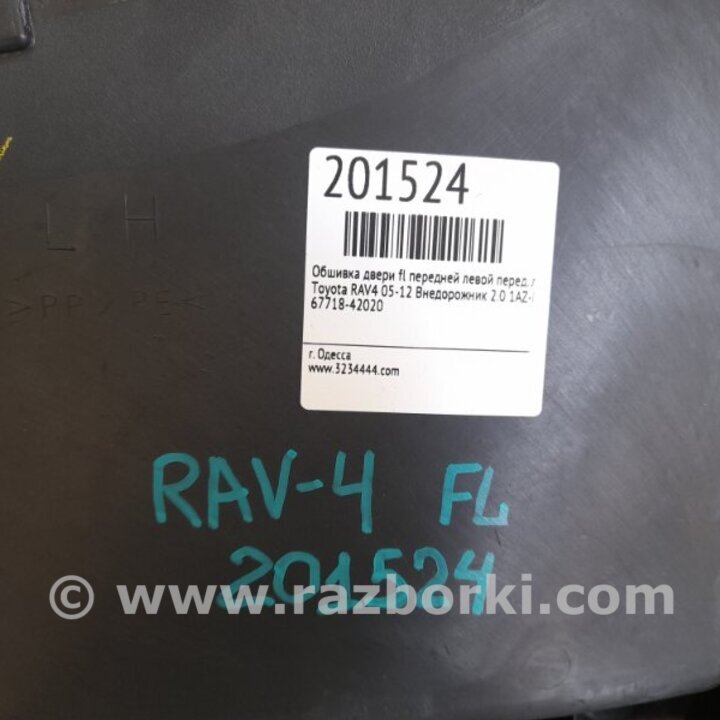 201524
Обшивка двери fl передней левой перед. л
Toyota RAV4 05-12 Внедорожник 2.0 1AZ-
67718-42020
г. Одесса
www.3234444.com
L H
>PP/PE<
RAV-4 FL
201524
© www.razborki.com